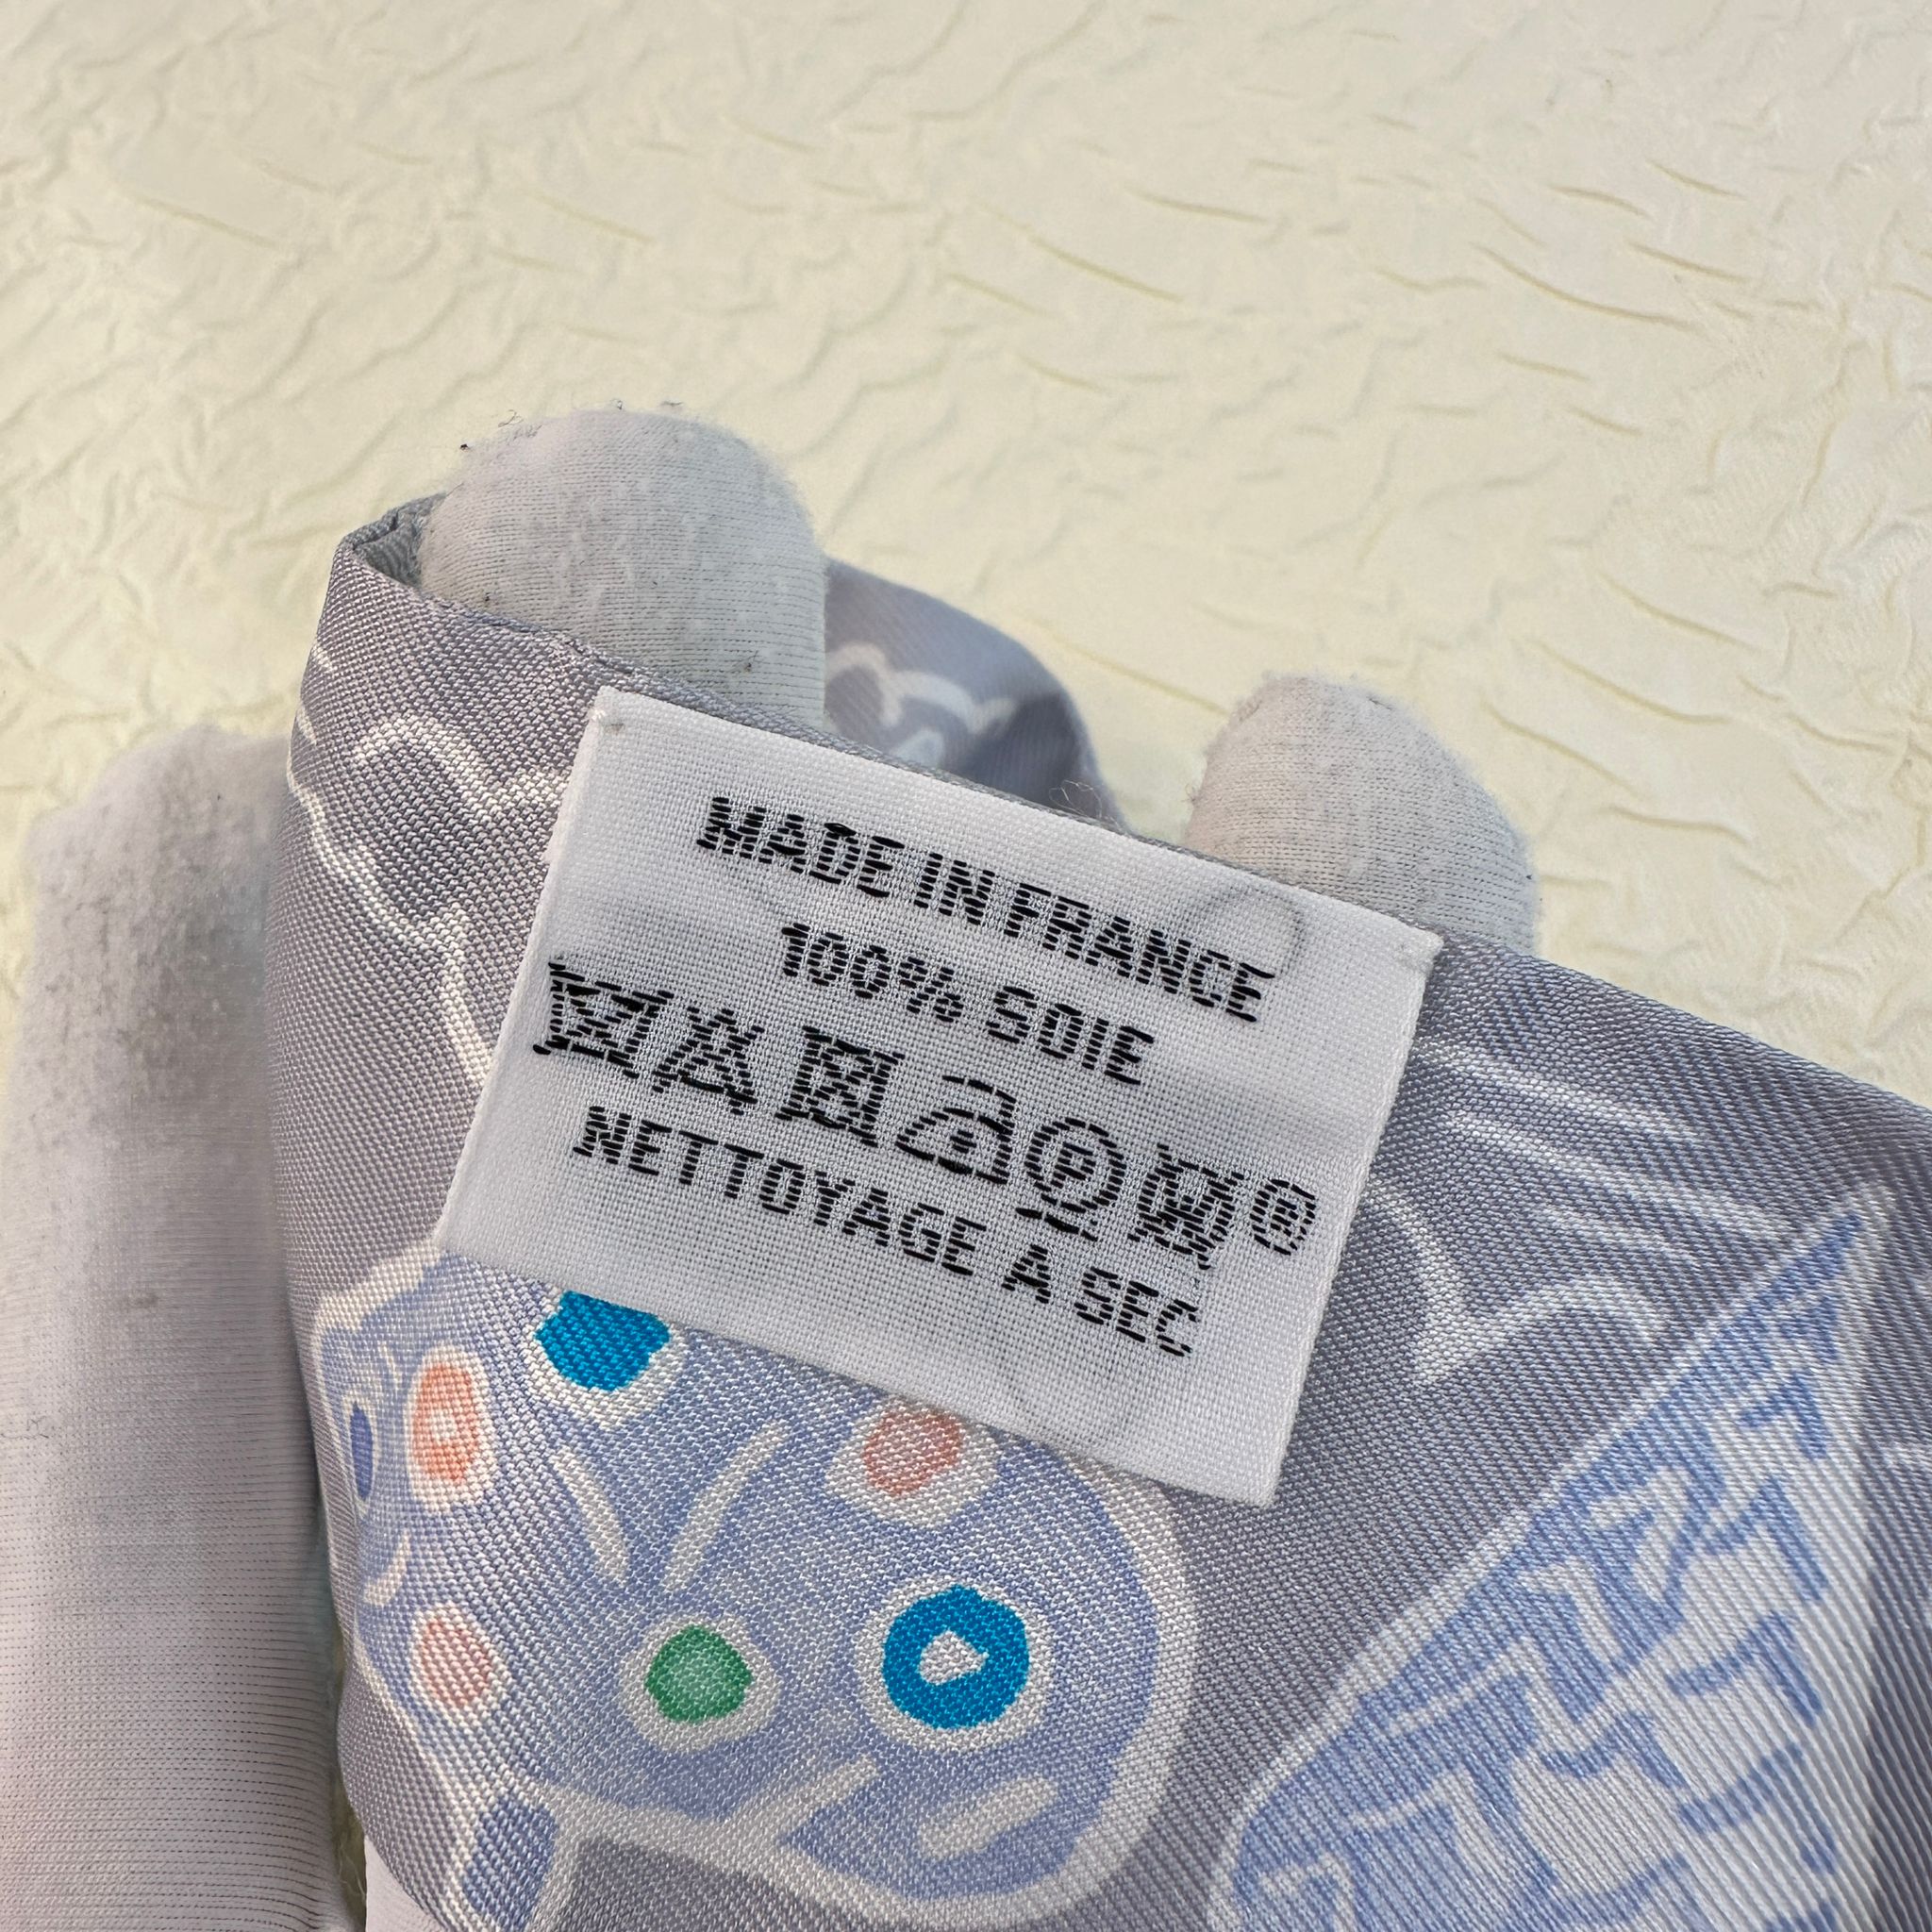 MADE IN FRANCE
100% SOIE
P ®
NETTOYAGE A SEC